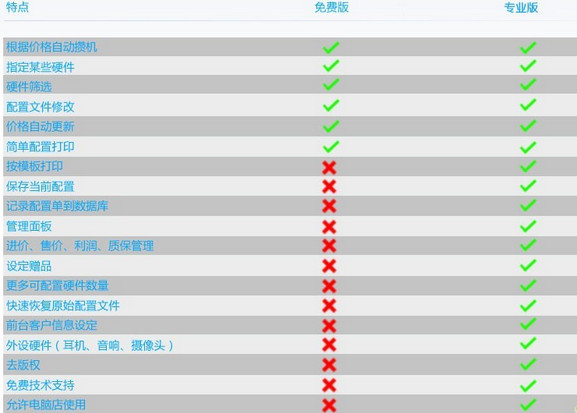 特点 免费版 专业版
根据价格自动攒机
指定某些硬件
硬件筛选
配置文件修改
价格自动更新
简单配置打印
按模板打印
保存当前配置
记录配置单到数据库
管理面板
进价、售价、利润、质保管理
设定赠品
更多可配置硬件数量
快速恢复原始配置文件
前台客户信息设定
外设硬件（耳机、音响、摄像头）
去版权
免费技术支持
允许电脑店使用